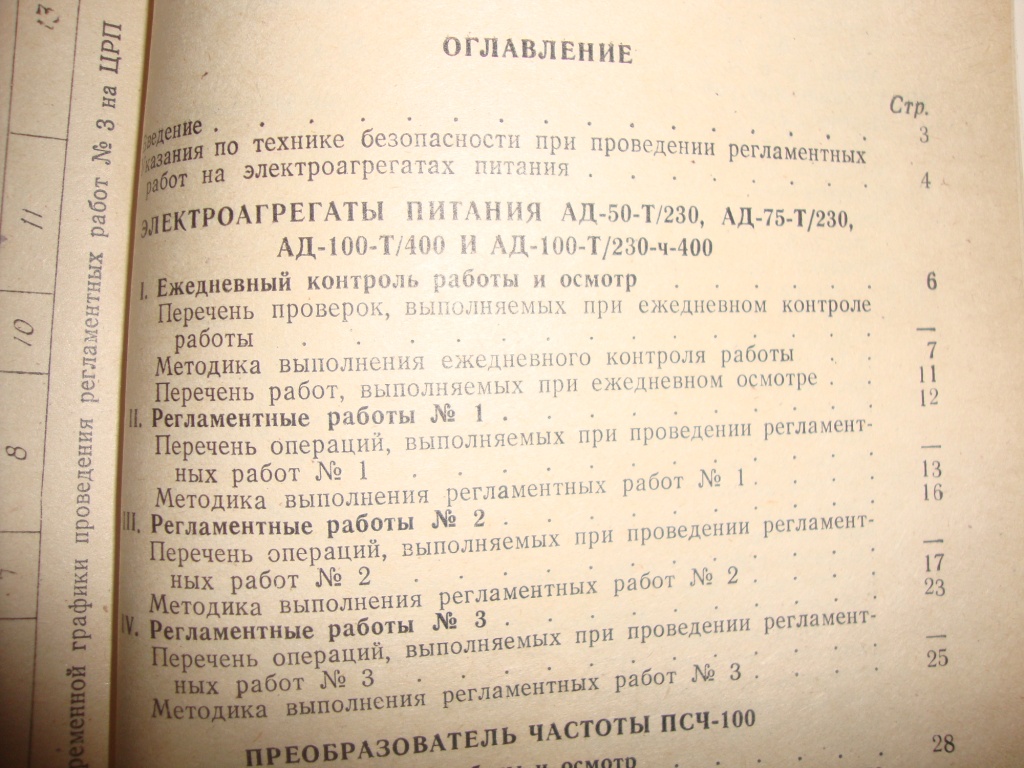 ОГЛАВЛЕНИЕ
Стр.
. . . . . . . . . . . . . . . 3
по технике безопасности при проведении регламентных
работ на электроагрегатах питания . . . . . . . 4
ЭЛЕКТРОАГРЕГАТЫ ПИТАНИЯ АД-50-Т/230, АД-75-Т/230,
АД-100-Т/400 И АД-100-Т/230-ч-400
I. Ежедневный контроль работы и осмотр . . . . . . 6
Перечень проверок, выполняемых при ежедневном контроле
работы . . . . . . . . . . . . . —
Методика выполнения ежедневного контроля работы . . 7
Перечень работ, выполняемых при ежедневном осмотре . . 11
II. Регламентные работы № 1 . . . . . . . . . 12
Перечень операций, выполняемых при проведении регламент-
ных работ № 1 . . . . . . . . . . —
Методика выполнения регламентных работ № 1 . . . . 13
III. Регламентные работы № 2 . . . . . . . . . 16
Перечень операций, выполняемых при проведении регламент-
ных работ № 2 . . . . . . . . . . —
Методика выполнения регламентных работ № 2 . . . . 17
IV. Регламентные работы № 3 . . . . . . . . . 23
Перечень операций, выполняемых при проведении регламент-
ных работ № 3 . . . . . . . . . . —
Методика выполнения регламентных работ № 3 . . . . 25
ПРЕОБРАЗОВАТЕЛЬ ЧАСТОТЫ ПСЧ-100
и осмотр . . . . . . 28
графики проведения регламентных работ № 3 на ЦРП
13
11
10
8
7